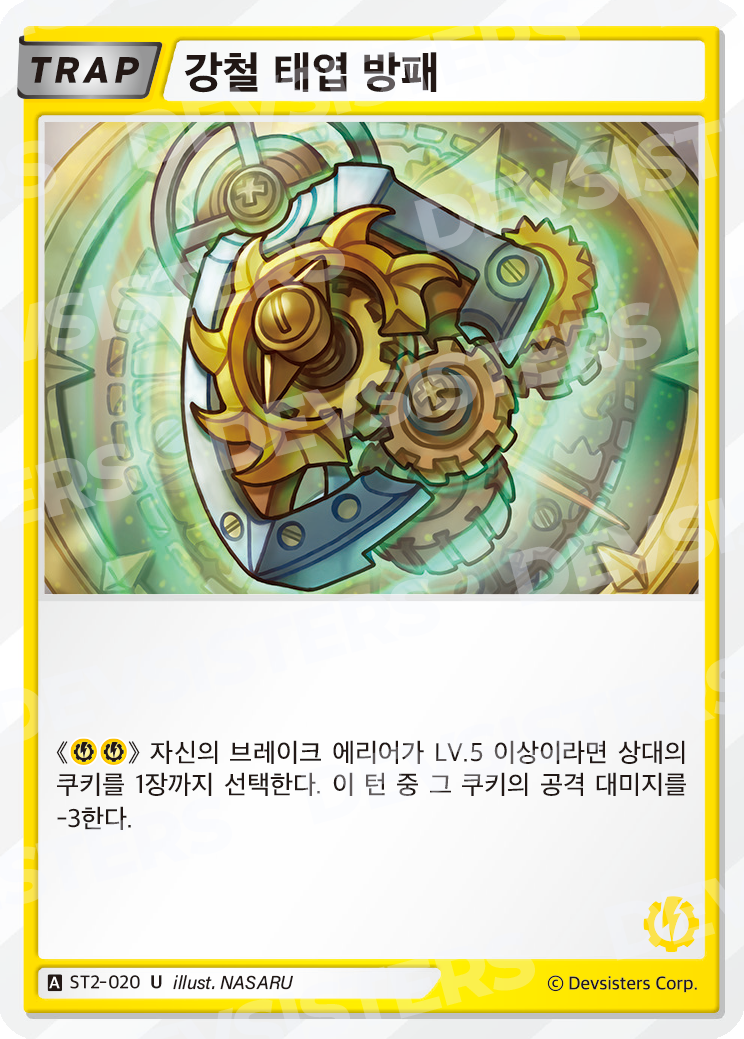 TRAP 강철 태엽 방패
《》 자신의 브레이크 에리어가 LV.5 이상이라면 상대의
쿠키를 1장까지 선택한다. 이 턴 중 그 쿠키의 공격 대미지를
-3한다.
A ST2-020 U illust. NASARU
© Devsisters Corp.
DEVSISTERS